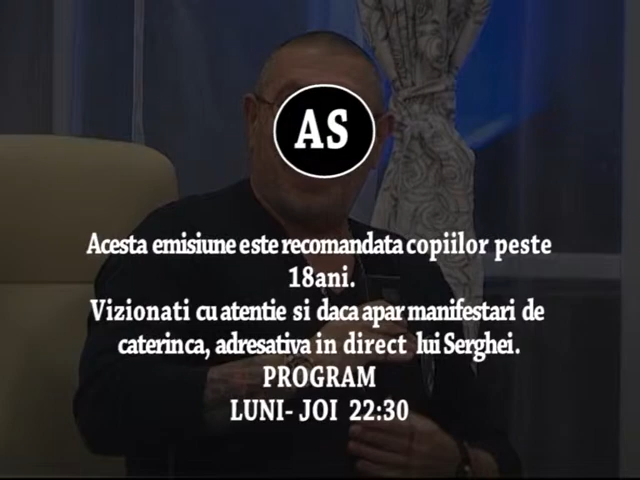 AS
Acesta emisiune este recomandata copiilor peste
18ani.
Vizionati cu atentie si daca apar manifestari de
caterinca, adresativa in direct lui Serghei.
PROGRAM
LUNI- JOI 22:30